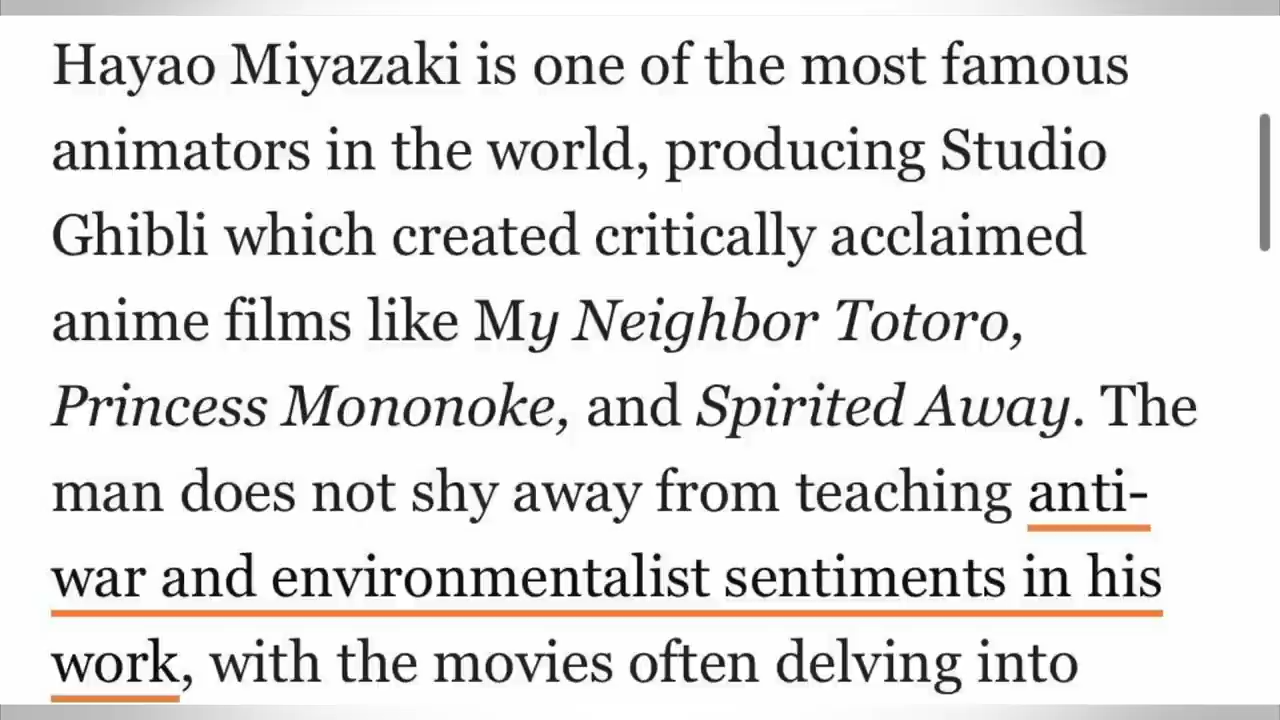 Hayao Miyazaki is one of the most famous
animators in the world, producing Studio
Ghibli which created critically acclaimed
anime films like My Neighbor Totoro,
Princess Mononoke, and Spirited Away. The
man does not shy away from teaching anti-
war and environmentalist sentiments in his
work, with the movies often delving into